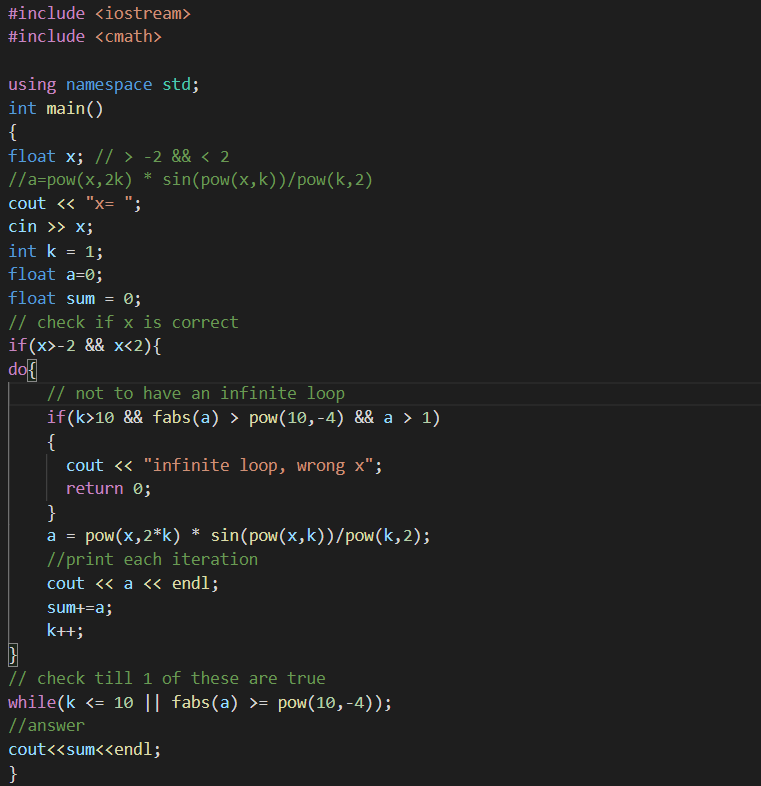 #include <iostream>
#include <cmath>

using namespace std;
int main()
{
float x; // > -2 && < 2
//a=pow(x,2k) * sin(pow(x,k))/pow(k,2)
cout << "x= ";
cin >> x;
int k = 1;
float a=0;
float sum = 0;
// check if x is correct
if(x>-2 && x<2){
do{
    // not to have an infinite loop
    if(k>10 && fabs(a) > pow(10,-4) && a > 1)
    {
      cout << "infinite loop, wrong x";
      return 0;
    }
    a = pow(x,2*k) * sin(pow(x,k))/pow(k,2);
    //print each iteration
    cout << a << endl;
    sum+=a;
    k++;
}
// check till 1 of these are true
while(k <= 10 || fabs(a) >= pow(10,-4));
//answer
cout<<sum<<endl;
}